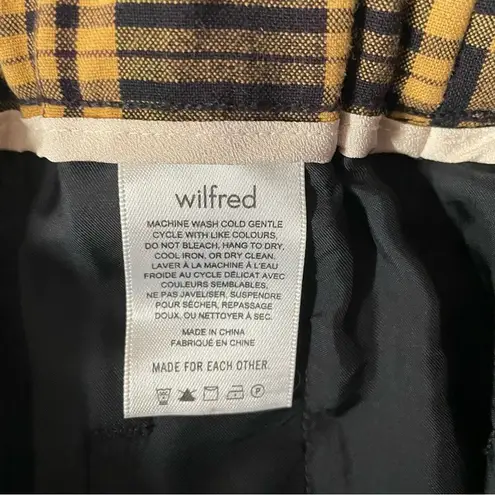 wilfred
MACHINE WASH COLD GENTLE
CYCLE WITH LIKE COLOURS,
DO NOT BLEACH, HANG TO DRY,
COOL IRON, OR DRY CLEAN.
LAVER À LA MACHINE À L'EAU
FROIDE AU CYCLE DÉLICAT AVEC
COULEURS SEMBLABLES,
NE PAS JAVELISER, SUSPENDRE
POUR SÉCHER, REPASSAGE
DOUX, OU NETTOYER À SEC.
MADE IN CHINA
FABRIQUÉ EN CHINE
MADE FOR EACH OTHER.